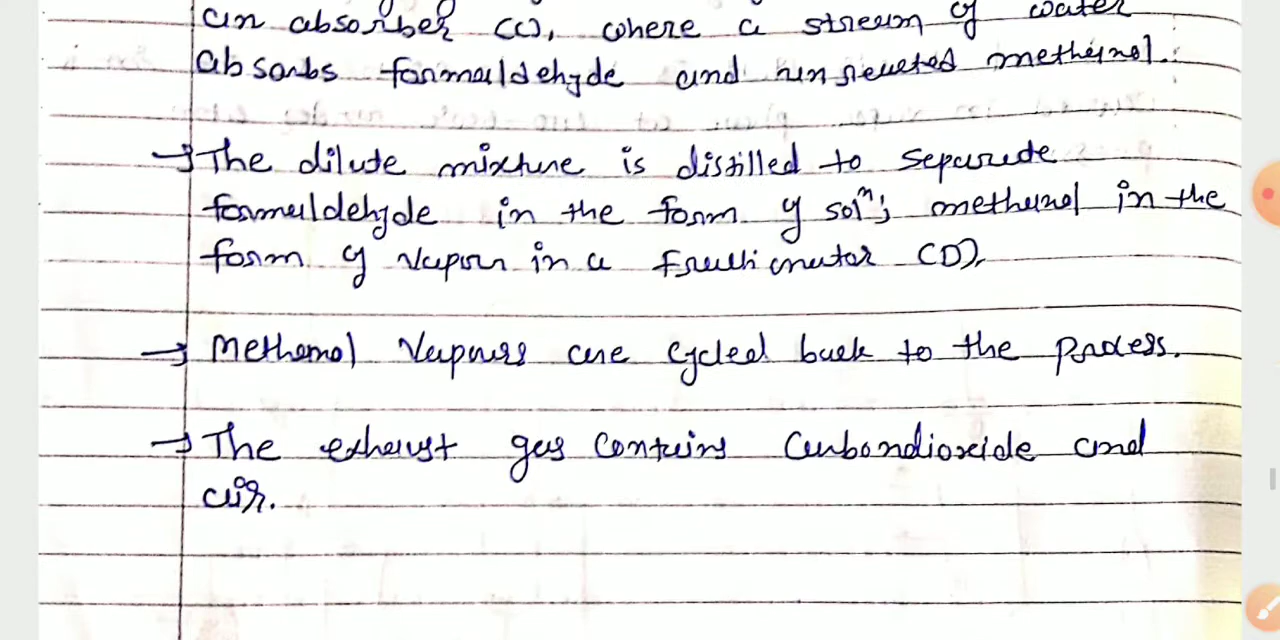 an absorber (C), where a stream of water
absorbs formaldehyde and unreacted methanol.
→ The dilute mixture is distilled to separate
formaldehyde in the form of solⁿ; methanol in the
form of vapour in a fractionator (D).
→ Methanol vapours are cycled back to the process.
→ The exhaust gas contains carbondioxide and
air.